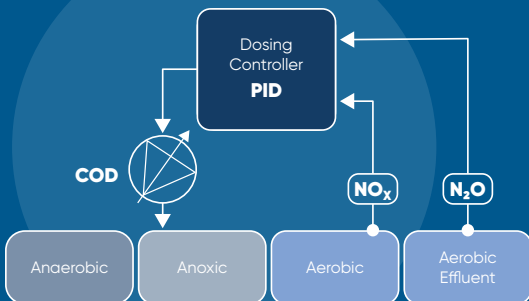 Dosing
Controller
PID
COD
NOₓ
N₂O
Anaerobic
Anoxic
Aerobic
Aerobic
Effluent